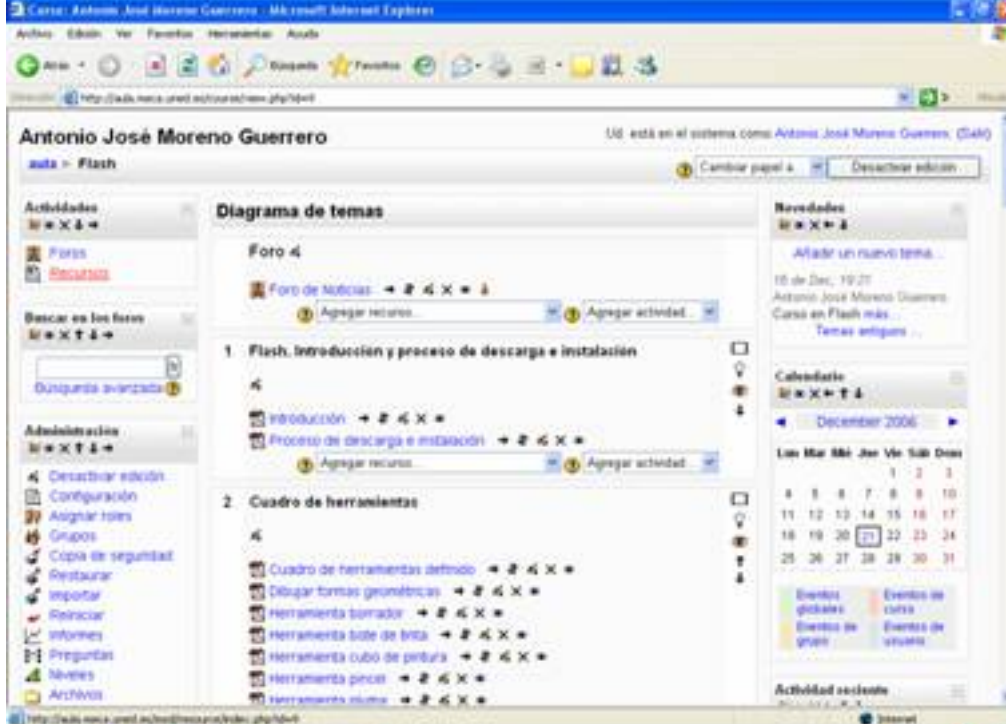 Curso: Antonio José Moreno Guerrero - Microsoft Internet Explorer
Archivo Edición Ver Favoritos Herramientas Ayuda
Atrás Búsqueda Favoritos
Antonio José Moreno Guerrero
Ud. está en el sistema como Antonio José Moreno Guerrero. (Salir)
aula ► Flash
Cambiar papel a... Desactivar edición
Actividades
Foros
Recursos
Buscar en los foros
Búsqueda avanzada
Administración
Desactivar edición
Configuración
Asignar roles
Grupos
Copia de seguridad
Restaurar
Importar
Reiniciar
Informes
Preguntas
Niveles
Archivos
Diagrama de temas
Foro
Foro de Noticias
Agregar recurso... Agregar actividad...
1 Flash. Introducción y proceso de descarga e instalación
Introducción
Proceso de descarga e instalación
Agregar recurso... Agregar actividad...
2 Cuadro de herramientas
Cuadro de herramientas definido
Dibujar formas geométricas
Herramienta borrador
Herramienta bote de tinta
Herramienta cubo de pintura
Herramienta pincel
Herramienta pluma
Novedades
Añadir un nuevo tema...
18 de Dec, 19:27
Antonio José Moreno Guerrero
Curso en Flash más...
Temas antiguos ...
Calendario
December 2006
Lun Mar Mié Jue Vie Sáb Dom
1 2 3
4 5 6 7 8 9 10
11 12 13 14 15 16 17
18 19 20 21 22 23 24
25 26 27 28 29 30 31
Eventos globales
Eventos de curso
Eventos de grupo
Eventos de usuario
Actividad reciente
Internet